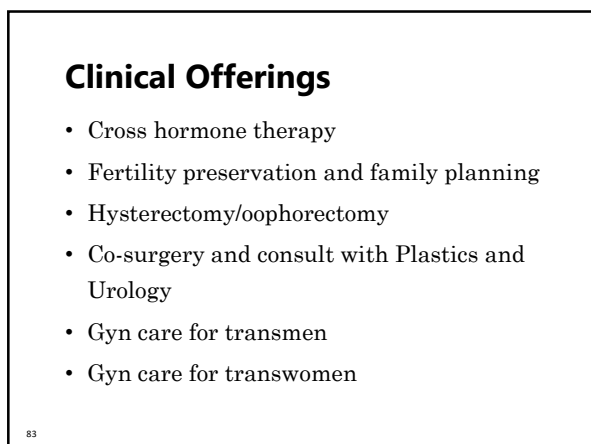 Clinical Offerings
• Cross hormone therapy
• Fertility preservation and family planning
• Hysterectomy/oophorectomy
• Co-surgery and consult with Plastics and
Urology
• Gyn care for transmen
• Gyn care for transwomen
83